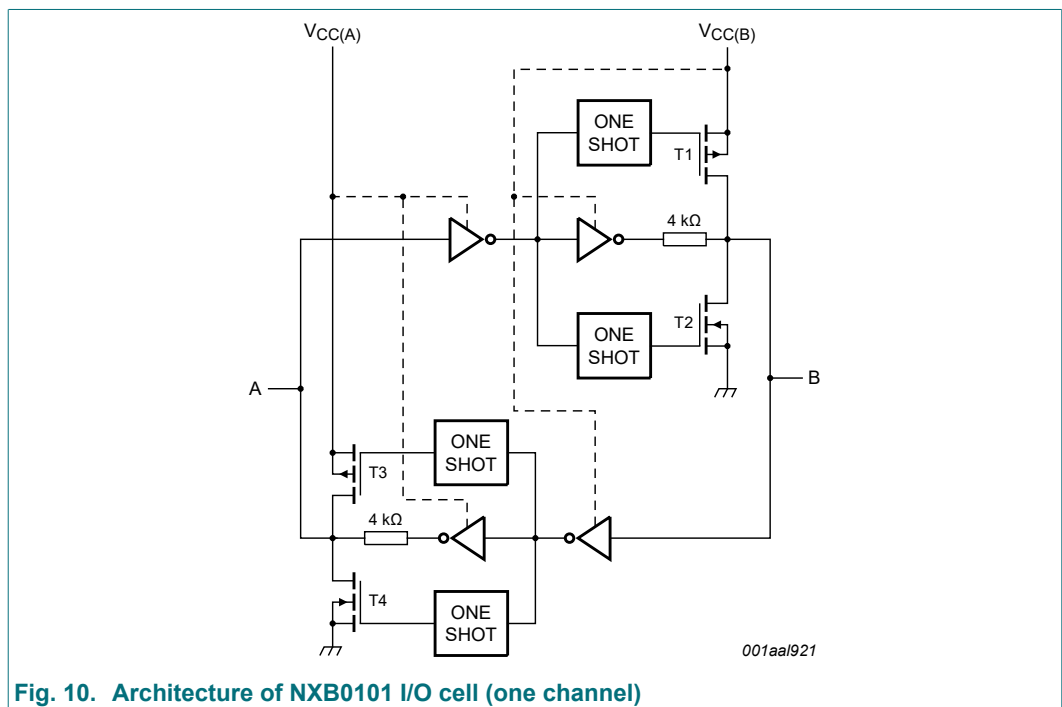 VCC(A)
VCC(B)
ONE
SHOT
T1
4 kΩ
ONE
SHOT
T2
A
B
ONE
SHOT
T3
4 kΩ
T4
ONE
SHOT
001aal921
Fig. 10. Architecture of NXB0101 I/O cell (one channel)